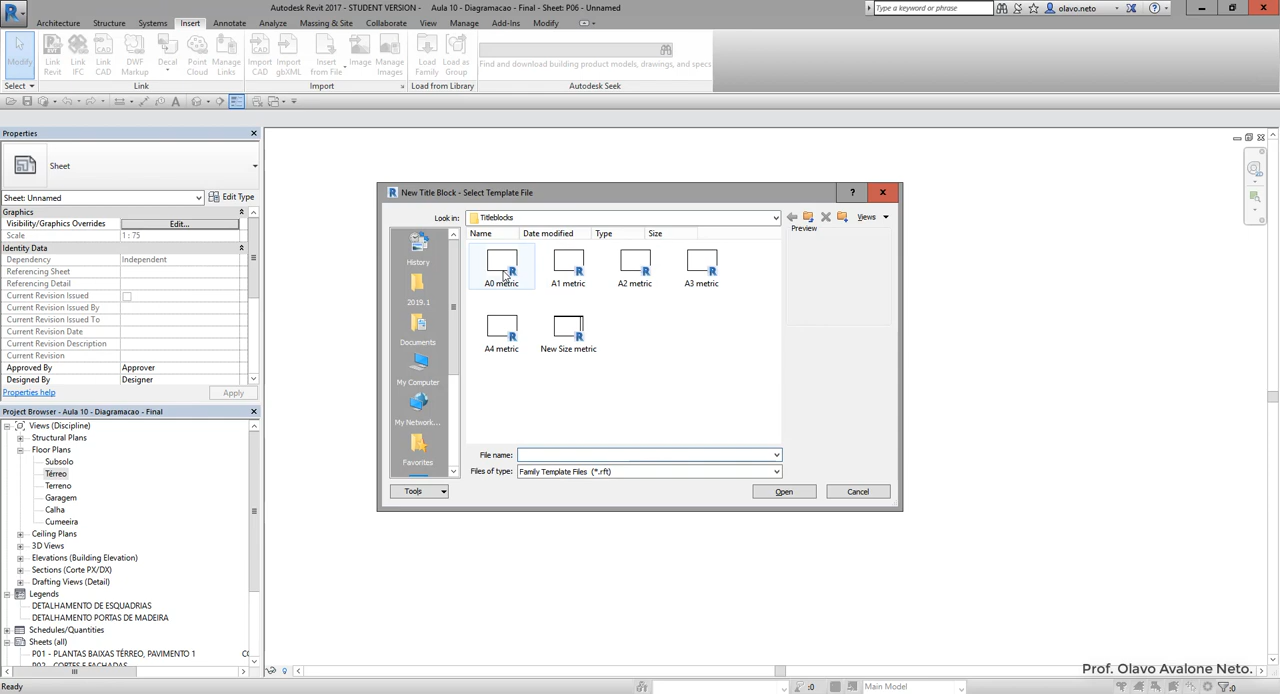 Autodesk Revit 2017 - STUDENT VERSION - Aula 10 - Diagramacao - Final - Sheet: P06 - Unnamed
Type a keyword or phrase
olavo.neto
Architecture Structure Systems Insert Annotate Analyze Massing & Site Collaborate View Manage Add-Ins Modify
Modify
Link Revit
Link IFC
Link CAD
DWF Markup
Decal
Point Cloud
Manage Links
Import CAD
Import gbXML
Insert from File
Image
Manage Images
Load Family
Load as Group
Find and download building product models, drawings, and specs
Select Link Import Load from Library Autodesk Seek
Properties
Sheet
Sheet: Unnamed Edit Type
Graphics
Visibility/Graphics Overrides Edit...
Scale 1 : 75
Identity Data
Dependency Independent
Referencing Sheet
Referencing Detail
Current Revision Issued
Current Revision Issued By
Current Revision Issued To
Current Revision Date
Current Revision Description
Current Revision
Approved By Approver
Designed By Designer
Properties help Apply
Project Browser - Aula 10 - Diagramacao - Final
Views (Discipline)
Structural Plans
Floor Plans
Subsolo
Térreo
Terreno
Garagem
Calha
Cumeeira
Ceiling Plans
3D Views
Elevations (Building Elevation)
Sections (Corte PX/DX)
Drafting Views (Detail)
Legends
DETALHAMENTO DE ESQUADRIAS
DETALHAMENTO PORTAS DE MADEIRA
Schedules/Quantities
Sheets (all)
P01 - PLANTAS BAIXAS TÉRREO, PAVIMENTO 1
P02 - CORTES E FACHADAS
New Title Block - Select Template File
Look in: Titleblocks Views
Name Date modified Type Size
Preview
History
2019.1
Documents
My Computer
My Network...
Favorites
A0 metric A1 metric A2 metric A3 metric
A4 metric New Size metric
File name:
Files of type: Family Template Files (*.rft)
Tools Open Cancel
Prof. Olavo Avalone Neto.
Ready
:0
Main Model
:0